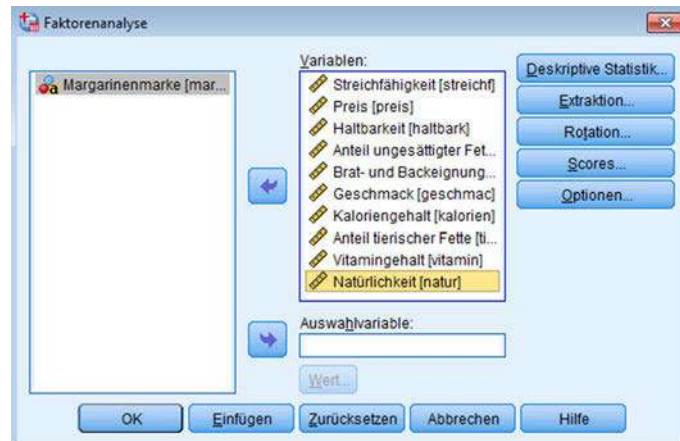 Faktorenanalyse
Margarinenmarke [mar...
Variablen:
Streichfähigkeit [streichf]
Preis [preis]
Haltbarkeit [haltbark]
Anteil ungesättigter Fet...
Brat- und Backeignung...
Geschmack [geschmac]
Kaloriengehalt [kalorien]
Anteil tierischer Fette [ti...
Vitamingehalt [vitamin]
Natürlichkeit [natur]
Deskriptive Statistik...
Extraktion...
Rotation...
Scores...
Optionen...
Auswahlvariable:
Wert...
OK
Einfügen
Zurücksetzen
Abbrechen
Hilfe